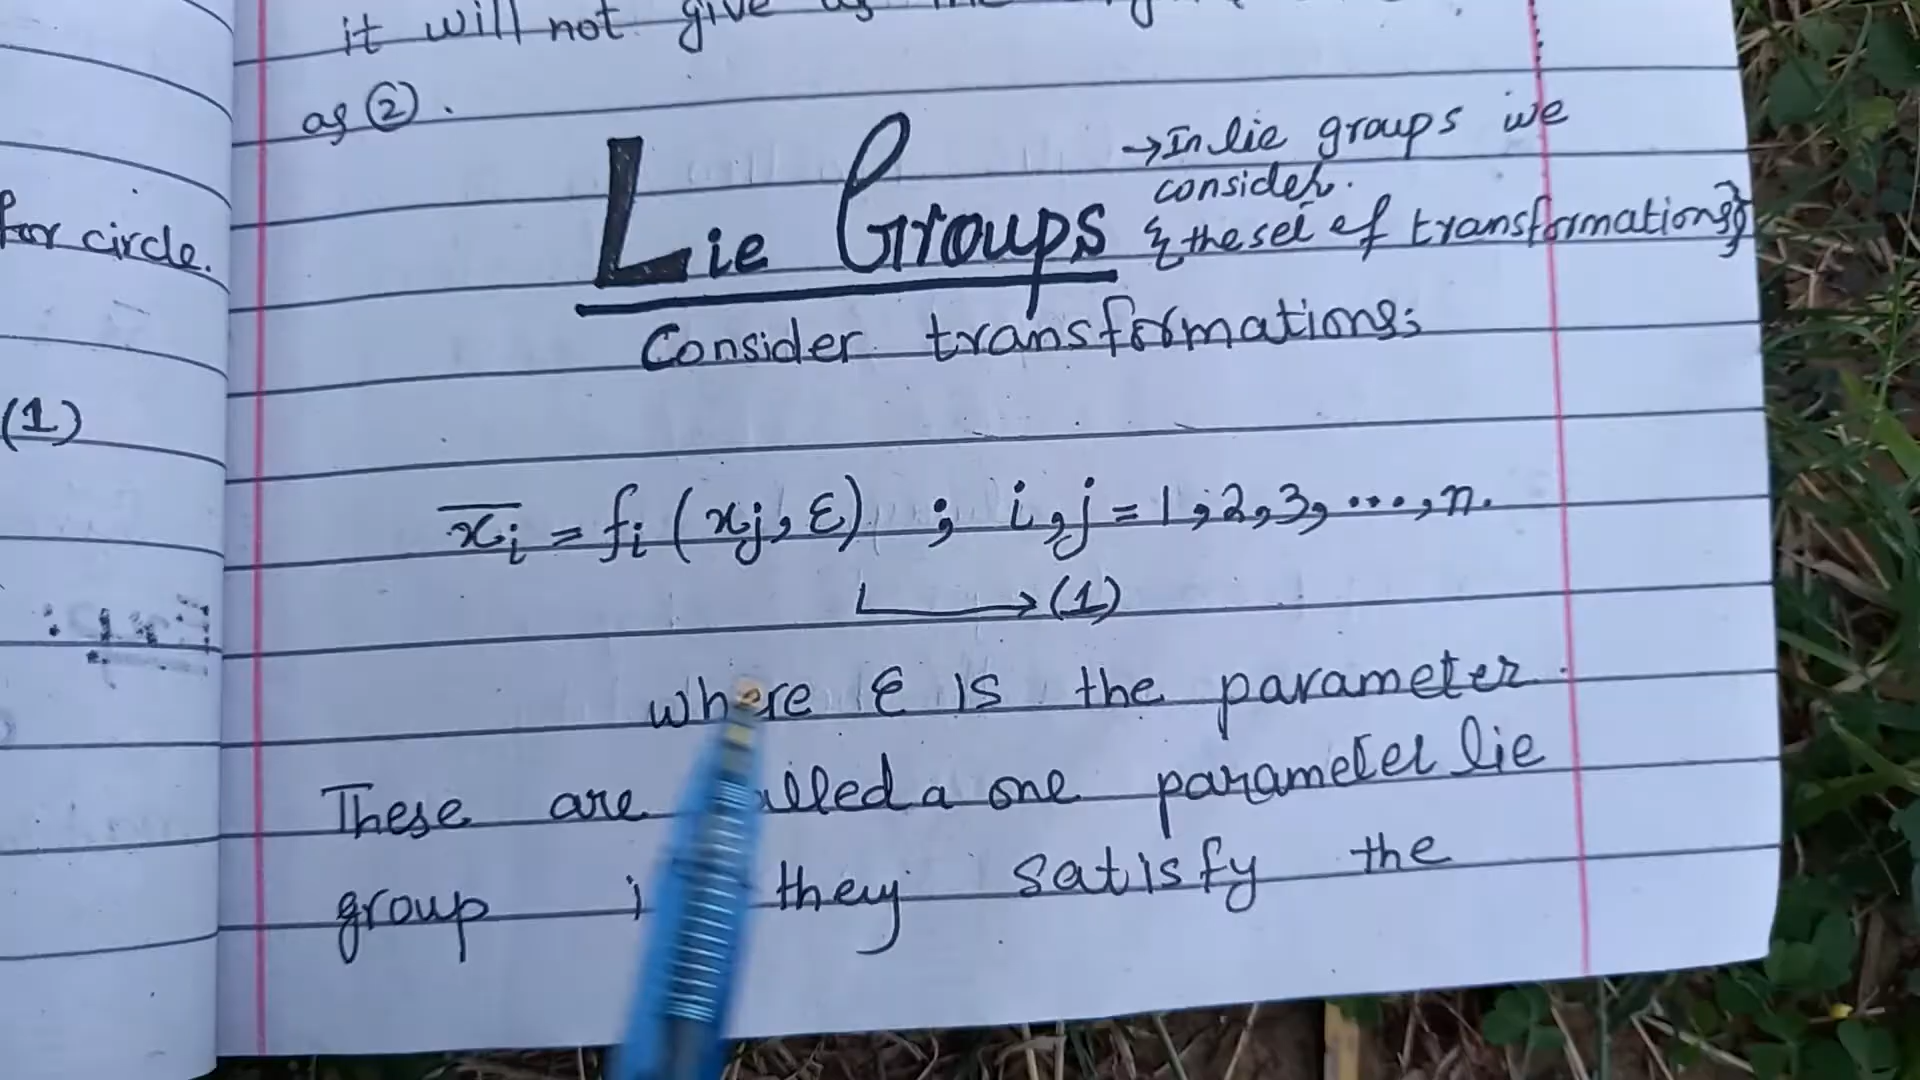 it will not give as
as ②.
for circle.
(1)
Lie Groups
→In lie groups we
consider.
{the set of transformations}
Consider transformations:
x̄ᵢ = fᵢ (xⱼ, ε) ; i, j = 1, 2, 3, ..., n.
(1)
where ε is the parameter.
These are a one parameter lie
group they satisfy the